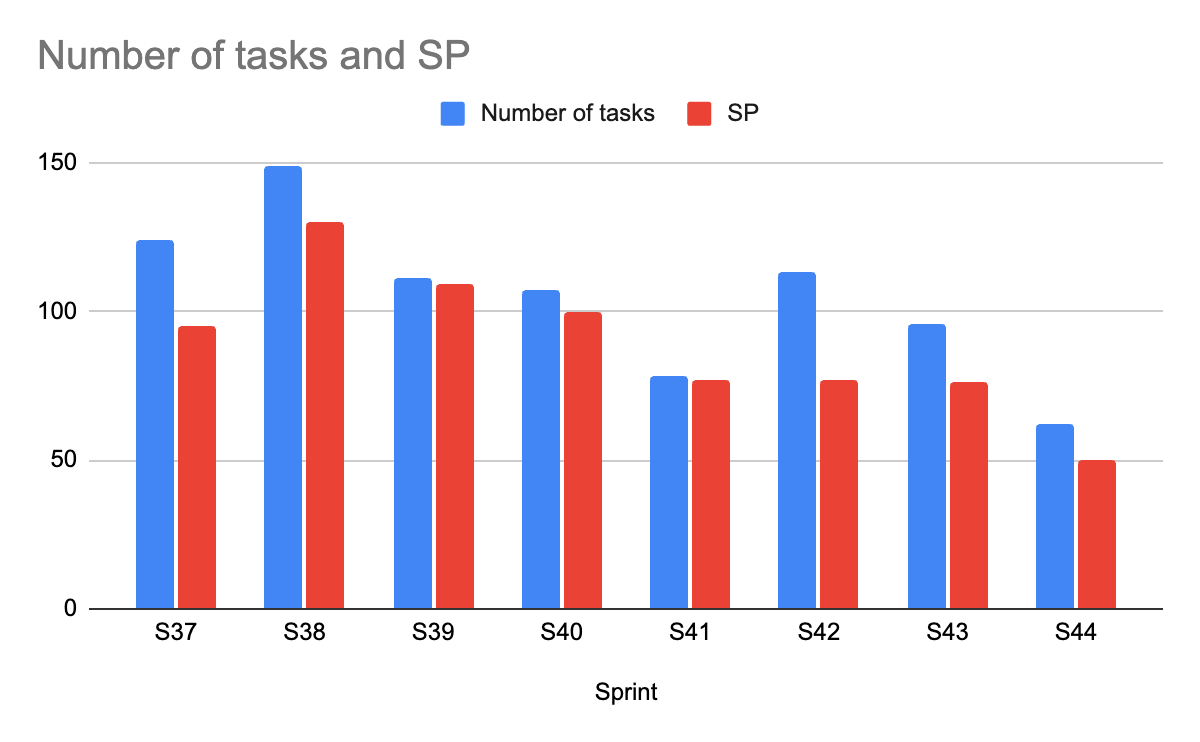 Number of tasks and SP
Number of tasks SP
150
100
50
0
S37 S38 S39 S40 S41 S42 S43 S44
Sprint